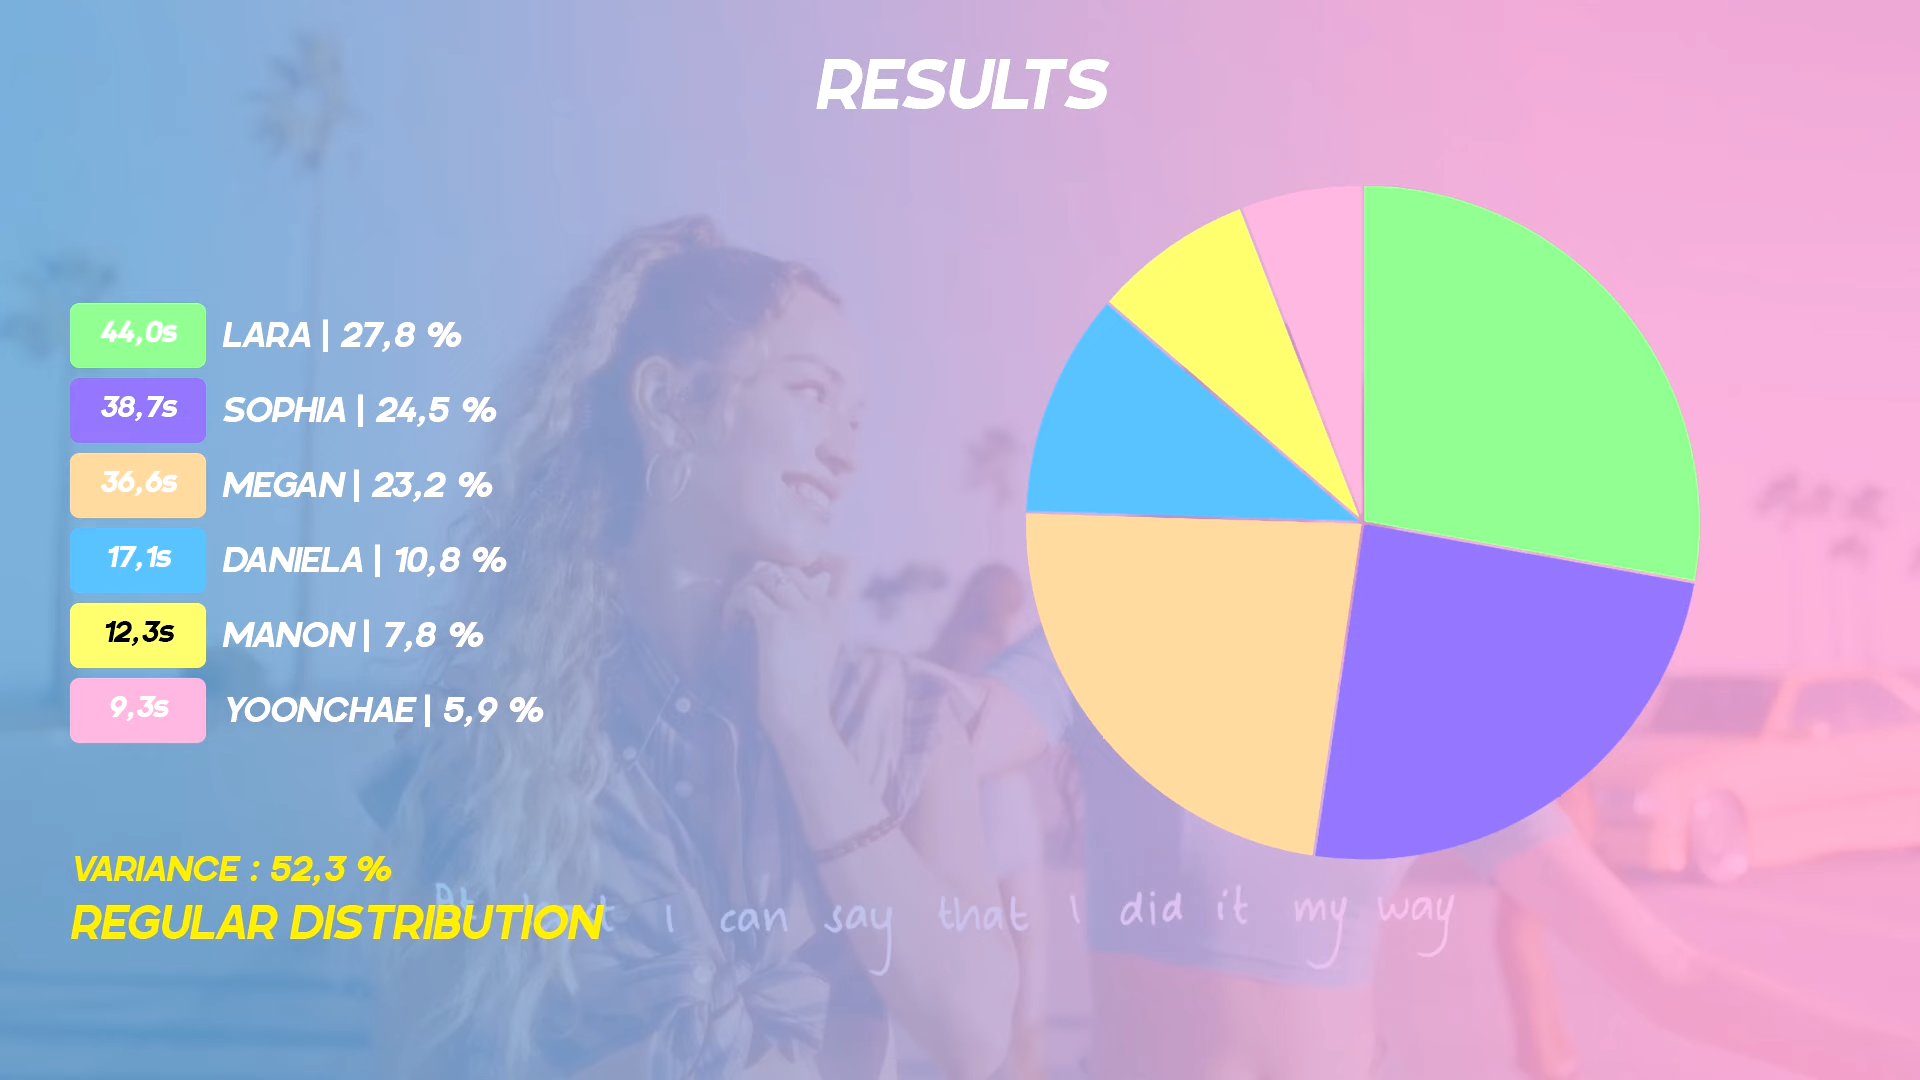 RESULTS
44,0s LARA | 27,8 %
38,7s SOPHIA | 24,5 %
36,6s MEGAN | 23,2 %
17,1s DANIELA | 10,8 %
12,3s MANON | 7,8 %
9,3s YOONCHAE | 5,9 %
VARIANCE : 52,3 %
REGULAR DISTRIBUTION
At least I can say that I did it my way